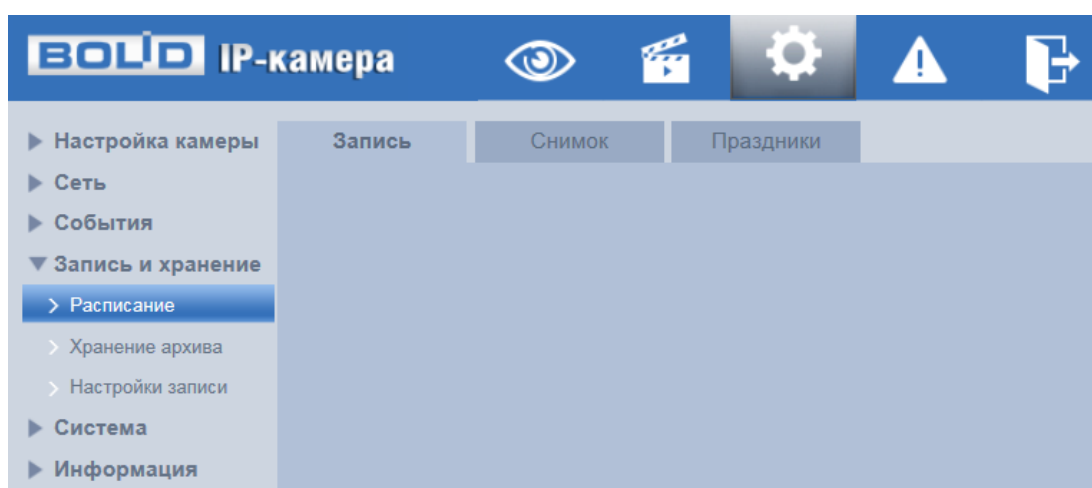 BOLID IP-камера
Настройка камеры
Запись
Снимок
Праздники
Сеть
События
Запись и хранение
Расписание
Хранение архива
Настройки записи
Система
Информация